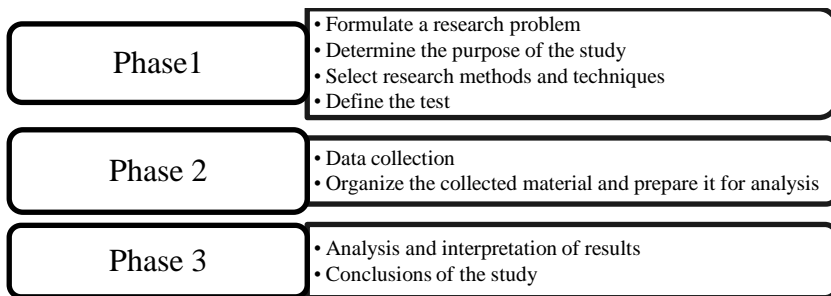 Phase1
• Formulate a research problem
• Determine the purpose of the study
• Select research methods and techniques
• Define the test
Phase 2
• Data collection
• Organize the collected material and prepare it for analysis
Phase 3
• Analysis and interpretation of results
• Conclusions of the study